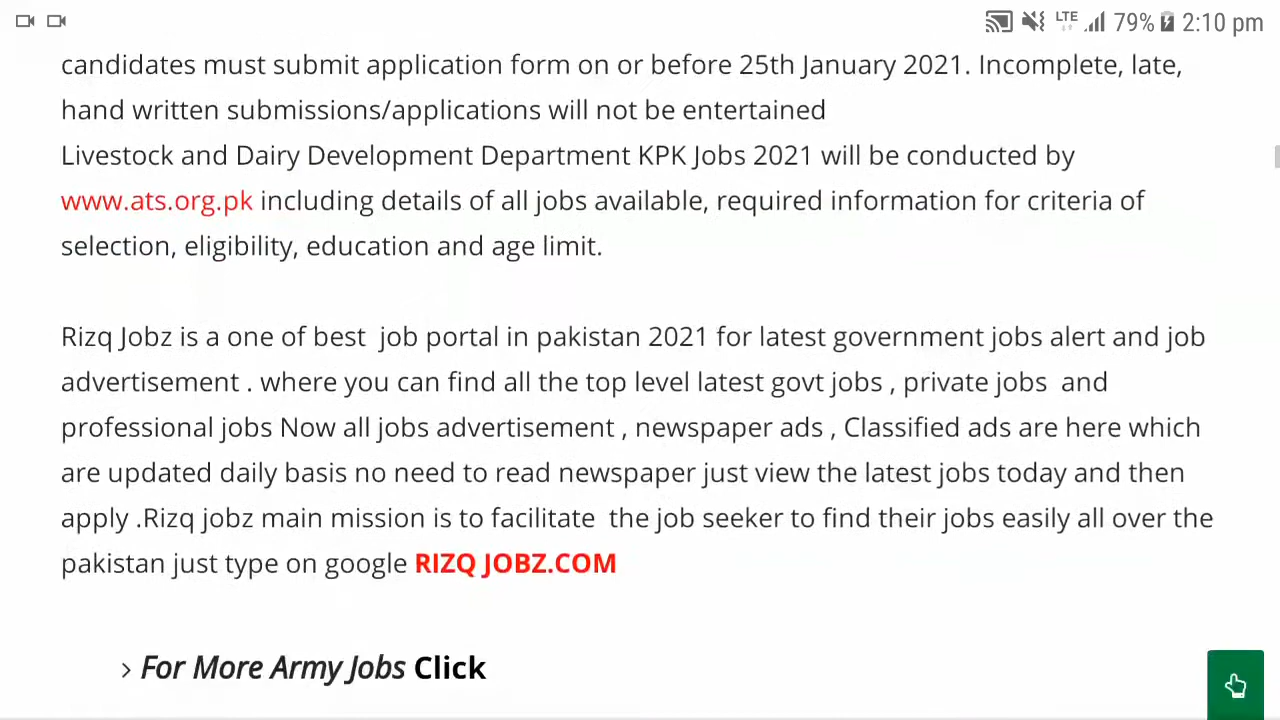 LTE 79% 2:10 pm
candidates must submit application form on or before 25th January 2021. Incomplete, late,
hand written submissions/applications will not be entertained
Livestock and Dairy Development Department KPK Jobs 2021 will be conducted by
www.ats.org.pk including details of all jobs available, required information for criteria of
selection, eligibility, education and age limit.
Rizq Jobz is a one of best  job portal in pakistan 2021 for latest government jobs alert and job
advertisement . where you can find all the top level latest govt jobs , private jobs  and
professional jobs Now all jobs advertisement , newspaper ads , Classified ads are here which
are updated daily basis no need to read newspaper just view the latest jobs today and then
apply .Rizq jobz main mission is to facilitate  the job seeker to find their jobs easily all over the
pakistan just type on google RIZQ JOBZ.COM
› For More Army Jobs Click